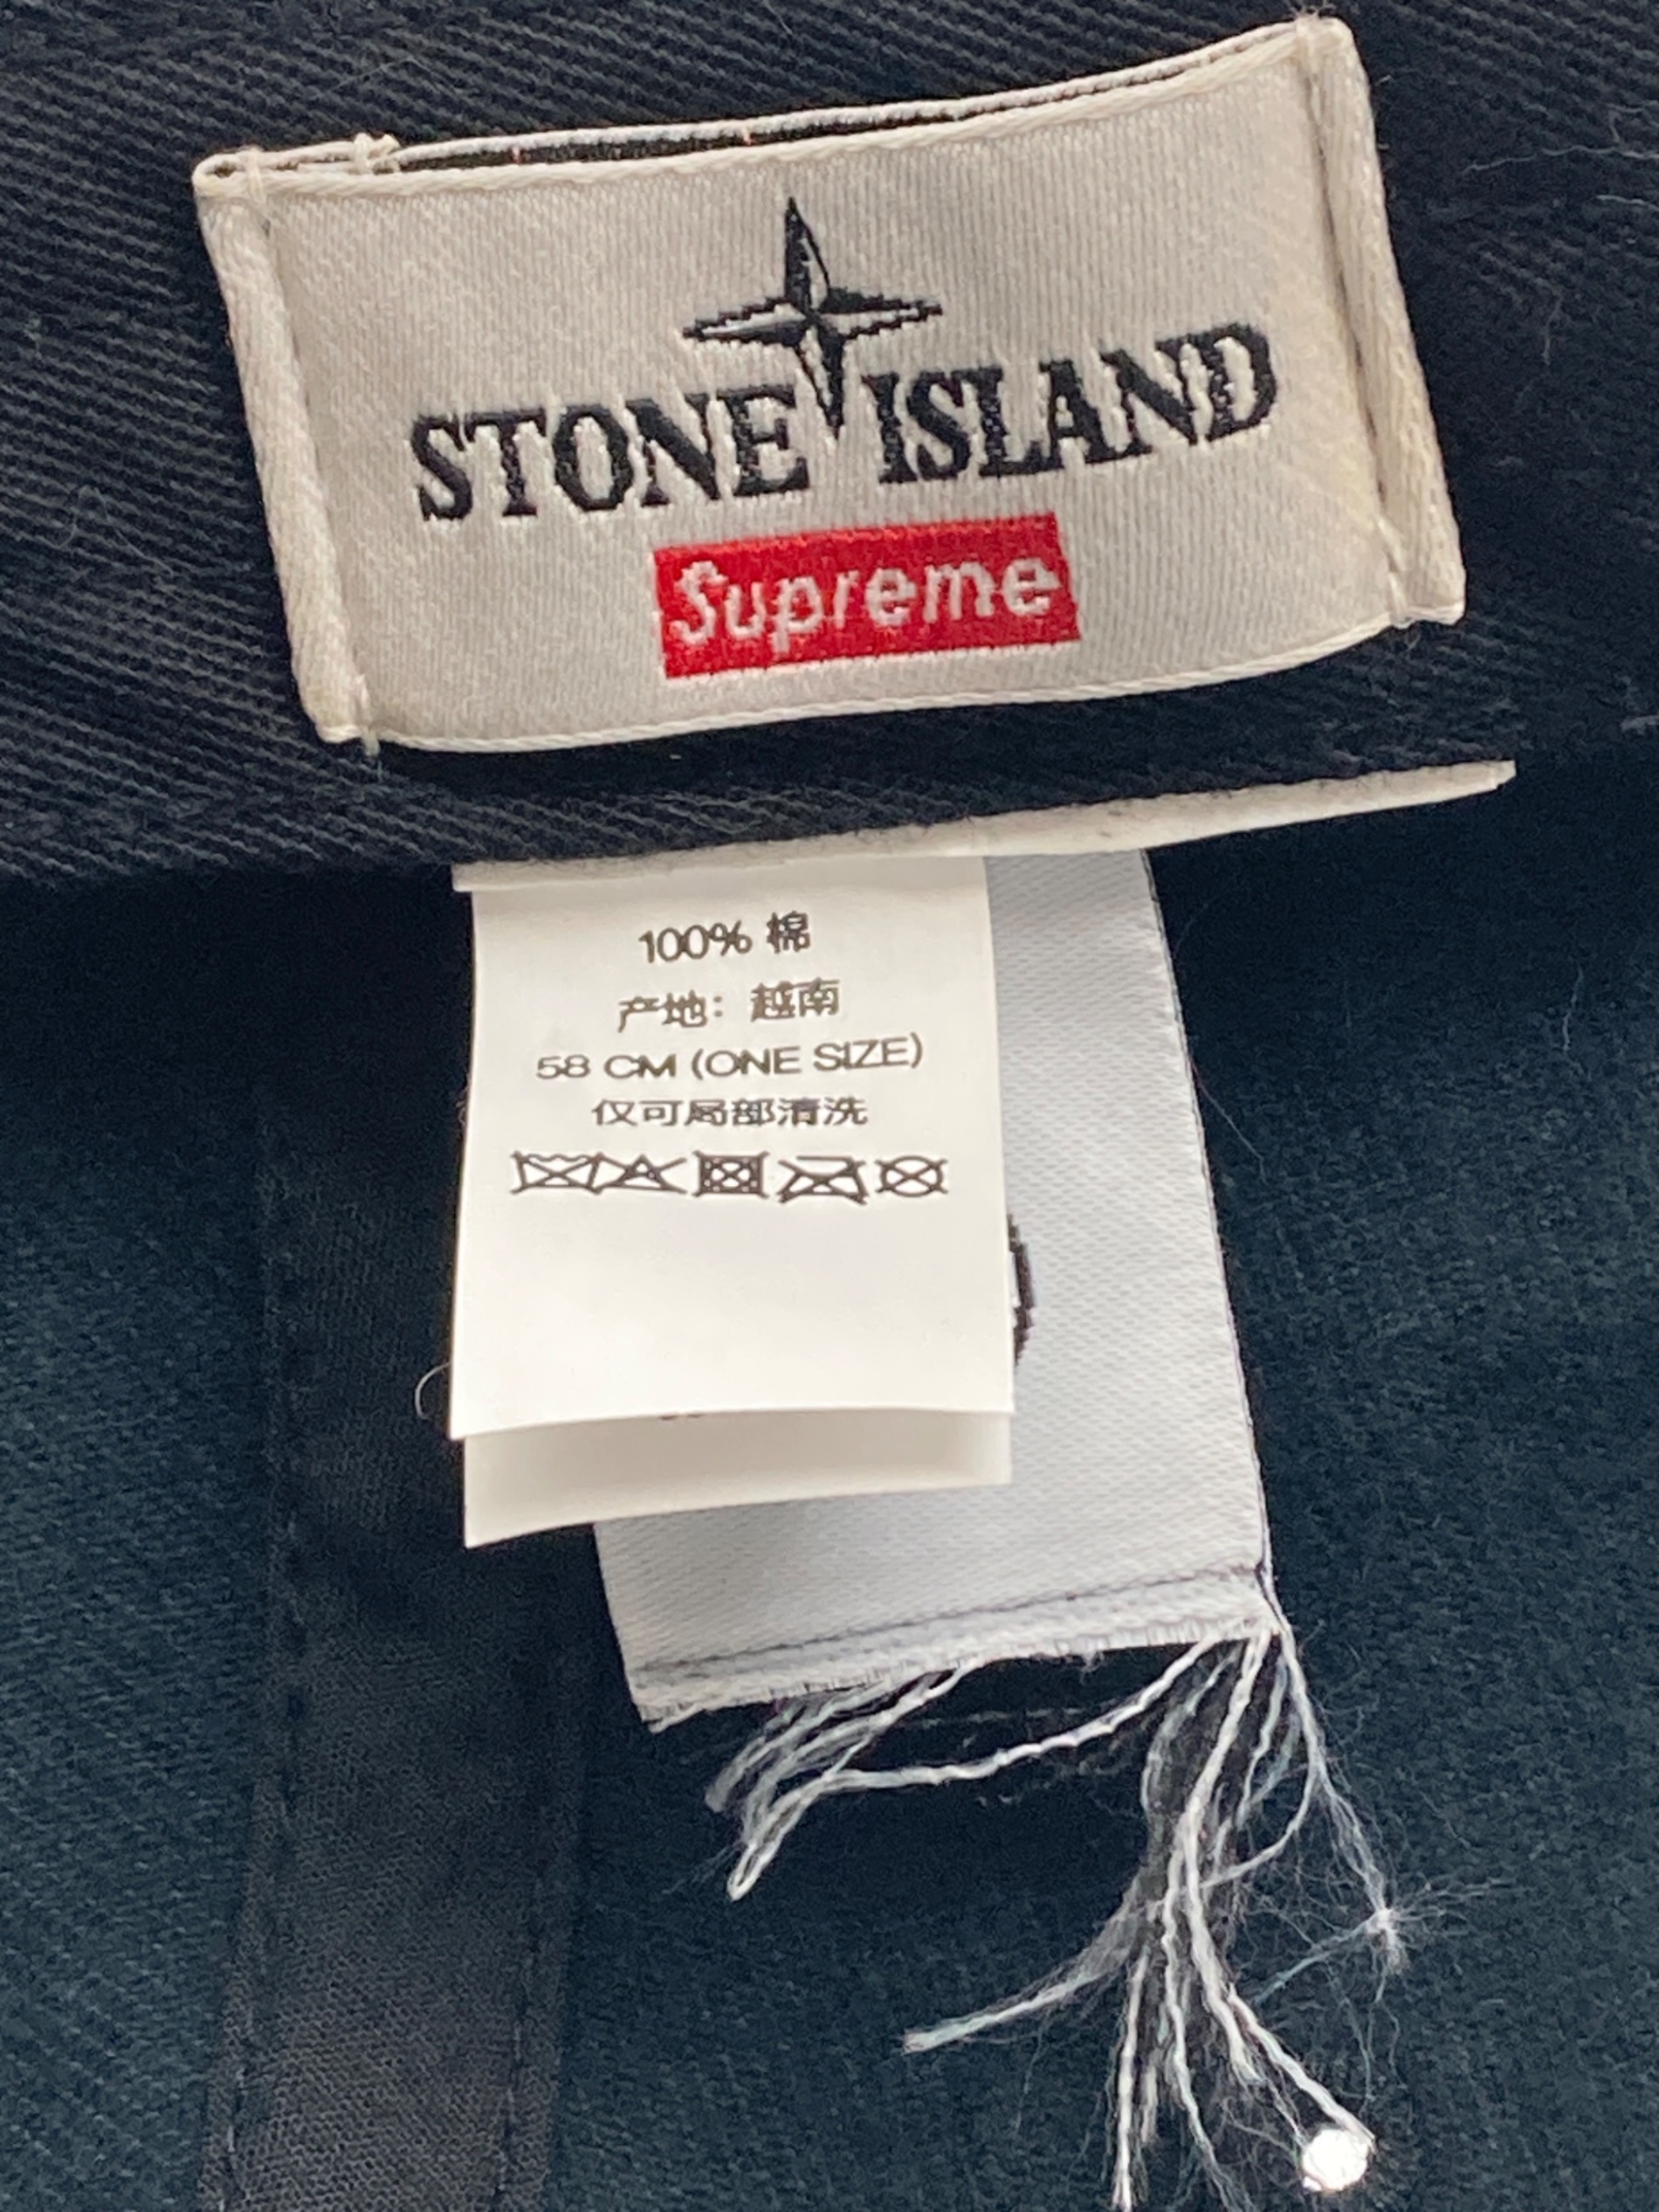 STONE ISLAND
Supreme
100% 棉
产地: 越南
58 CM (ONE SIZE)
仅可局部清洗